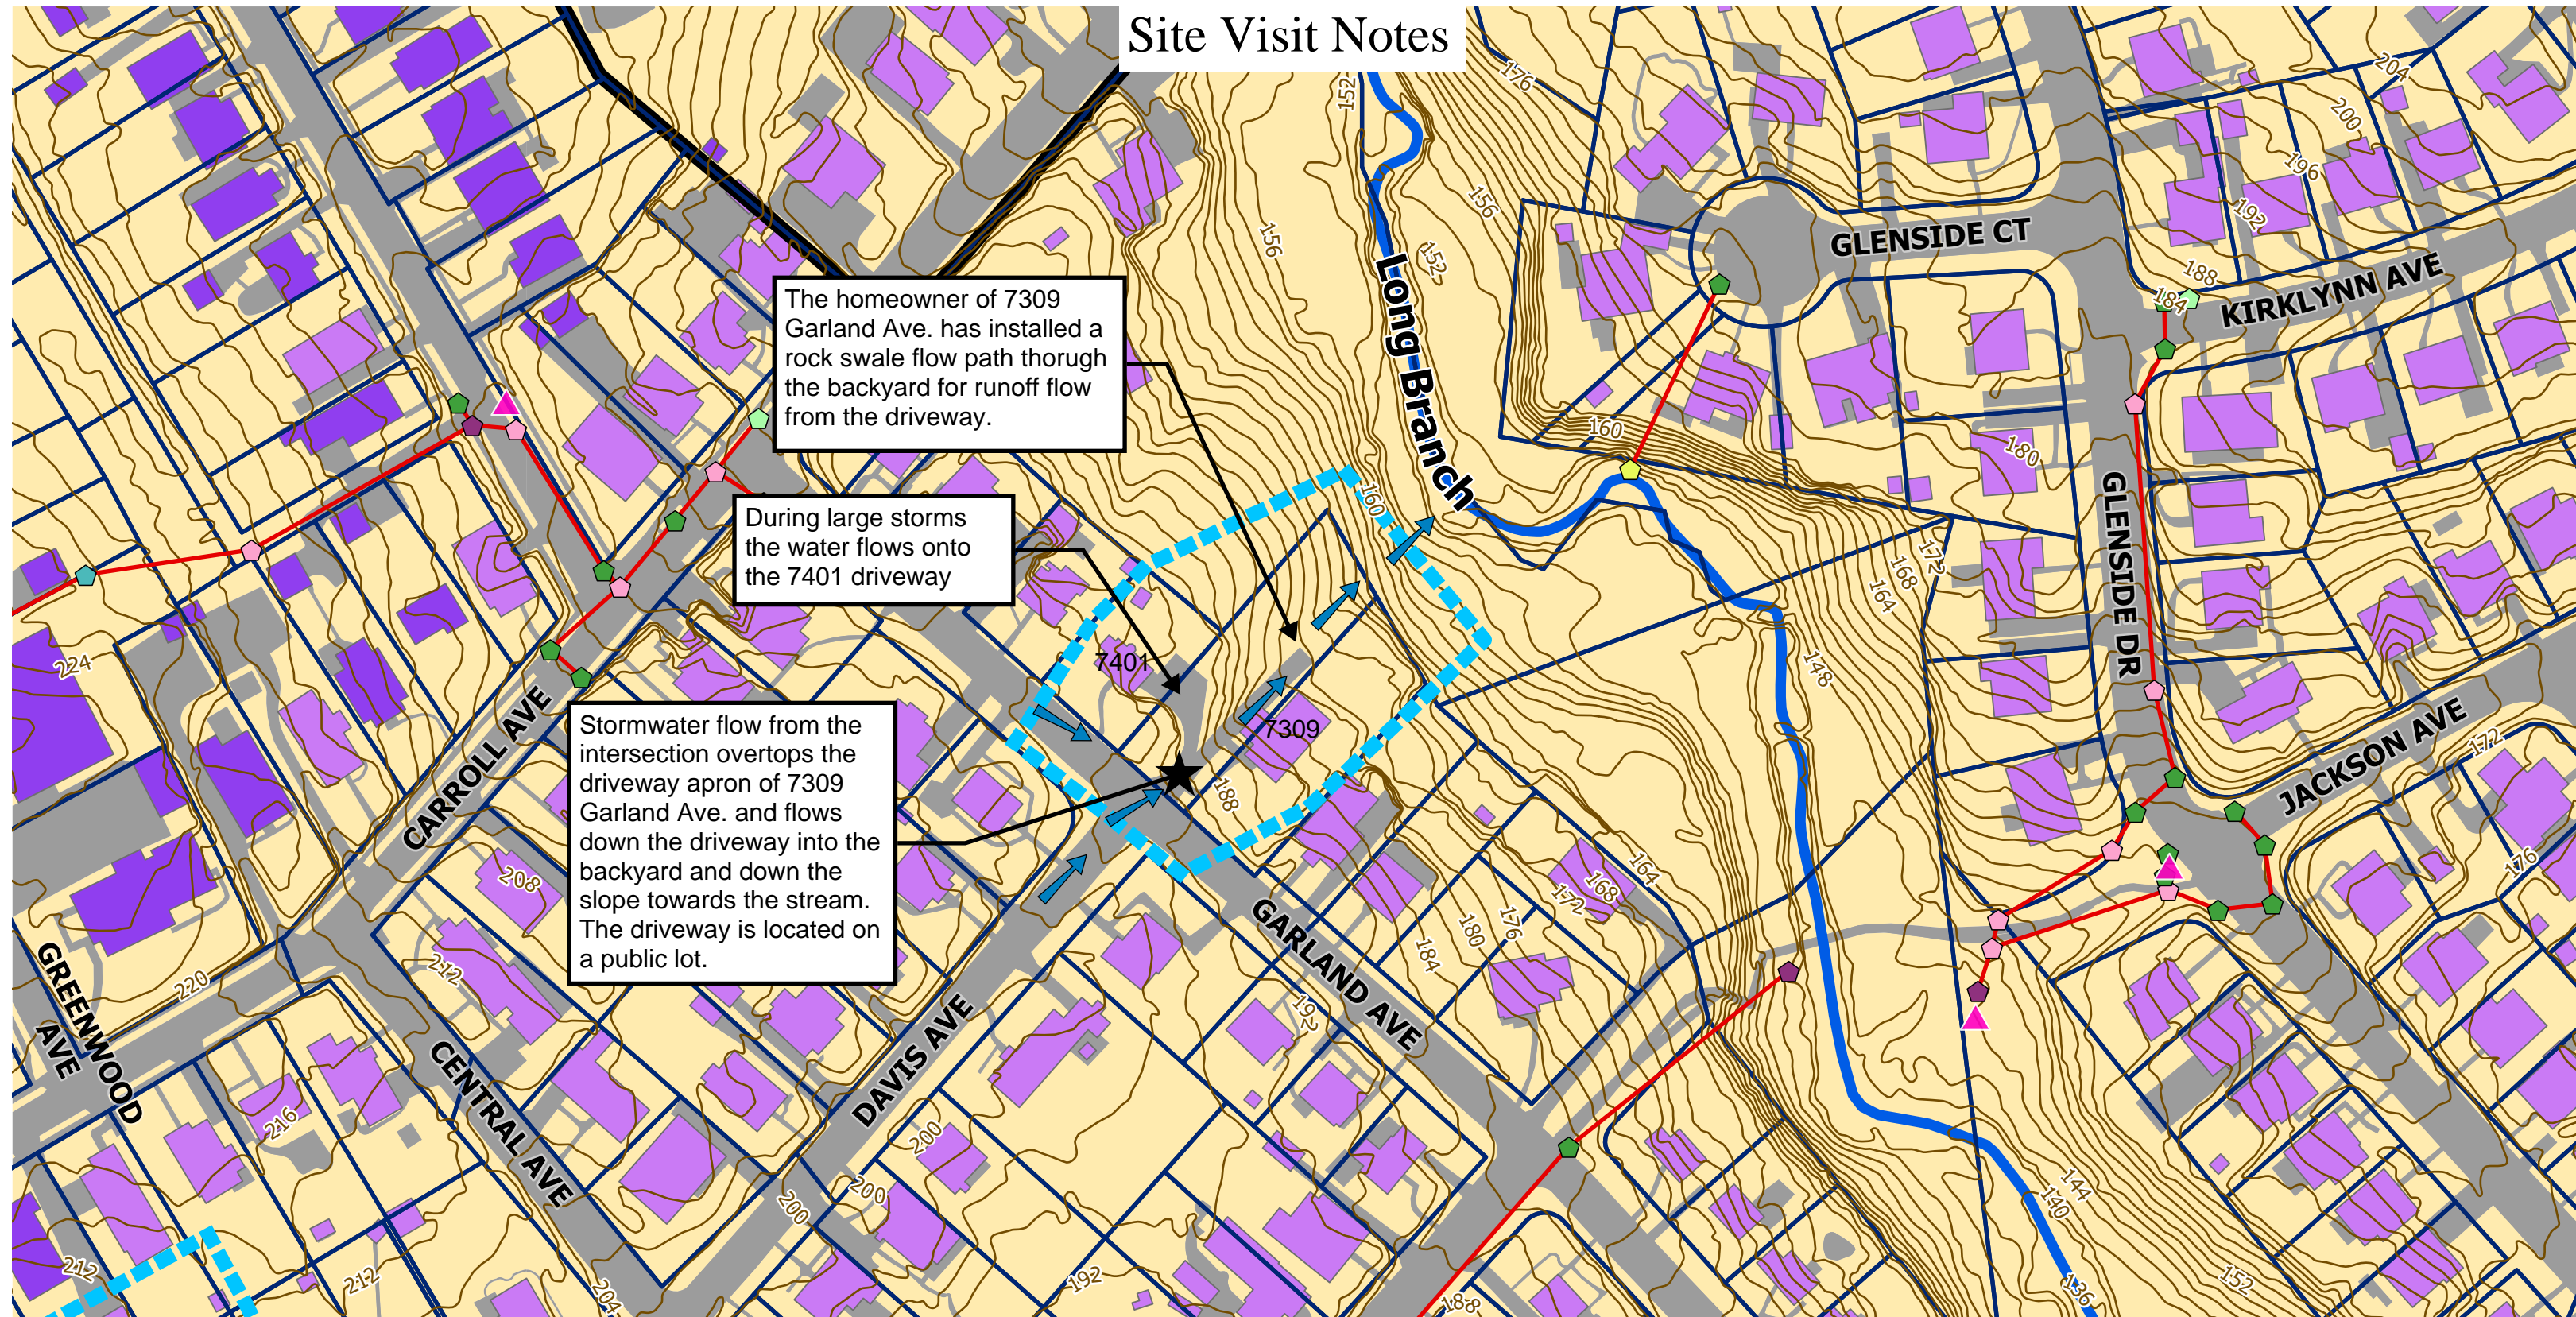 Site Visit Notes
The homeowner of 7309
Garland Ave. has installed a
rock swale flow path thorugh
the backyard for runoff flow
from the driveway.
During large storms
the water flows onto
the 7401 driveway
Stormwater flow from the
intersection overtops the
driveway apron of 7309
Garland Ave. and flows
down the driveway into the
backyard and down the
slope towards the stream.
The driveway is located on
a public lot.
7401
7309
Long Branch
GLENSIDE CT
KIRKLYNN AVE
GLENSIDE DR
JACKSON AVE
CARROLL AVE
GREENWOOD
AVE
CENTRAL AVE
DAVIS AVE
GARLAND AVE
152
176
204
200
196
192
188
184
156
156
152
160
160
180
172
168
164
148
172
176
224
220
208
212
216
212
212
204
200
200
200
192
192
188
188
184
180
176
172
168
164
144
140
136
152